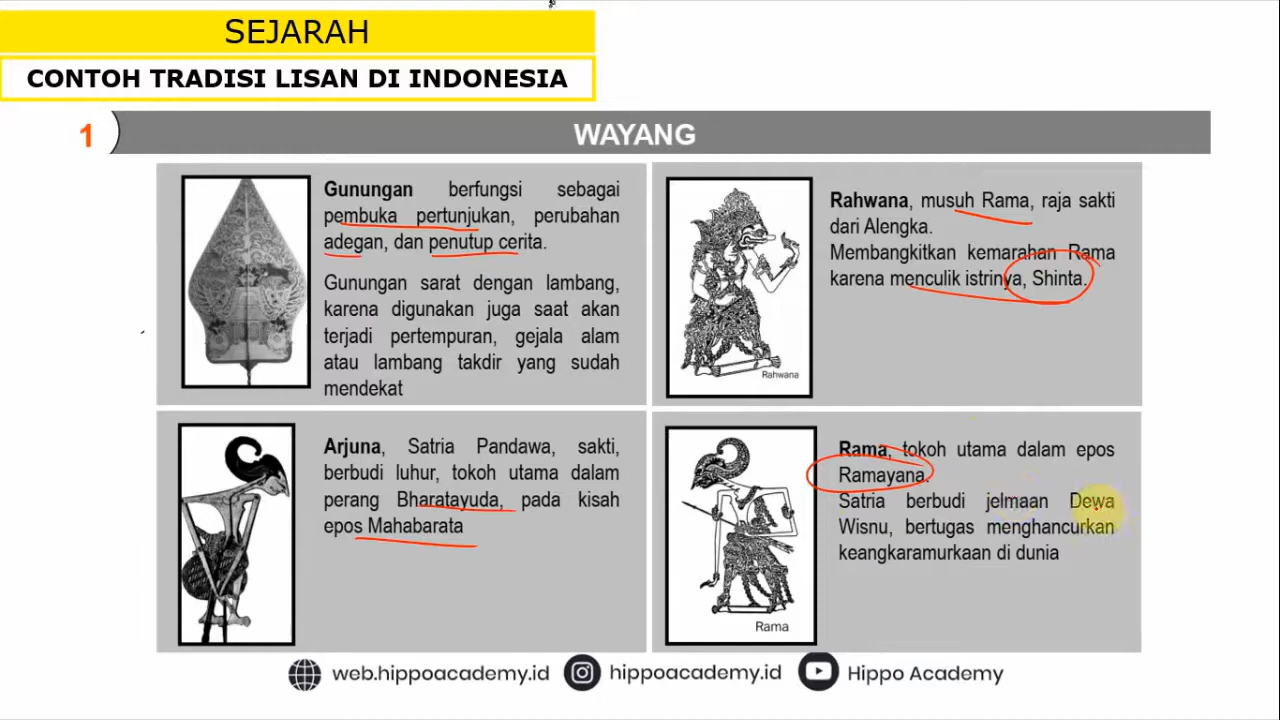 SEJARAH
CONTOH TRADISI LISAN DI INDONESIA
1
WAYANG
Gunungan berfungsi sebagai
pembuka pertunjukan, perubahan
adegan, dan penutup cerita.
Gunungan sarat dengan lambang,
karena digunakan juga saat akan
terjadi pertempuran, gejala alam
atau lambang takdir yang sudah
mendekat
Rahwana, musuh Rama, raja sakti
dari Alengka.
Membangkitkan kemarahan Rama
karena menculik istrinya, Shinta.
Rahwana
Arjuna, Satria Pandawa, sakti,
berbudi luhur, tokoh utama dalam
perang Bharatayuda, pada kisah
epos Mahabarata
Rama, tokoh utama dalam epos
Ramayana.
Satria berbudi jelmaan Dewa
Wisnu, bertugas menghancurkan
keangkaramurkaan di dunia
Rama
web.hippoacademy.id
hippoacademy.id
Hippo Academy